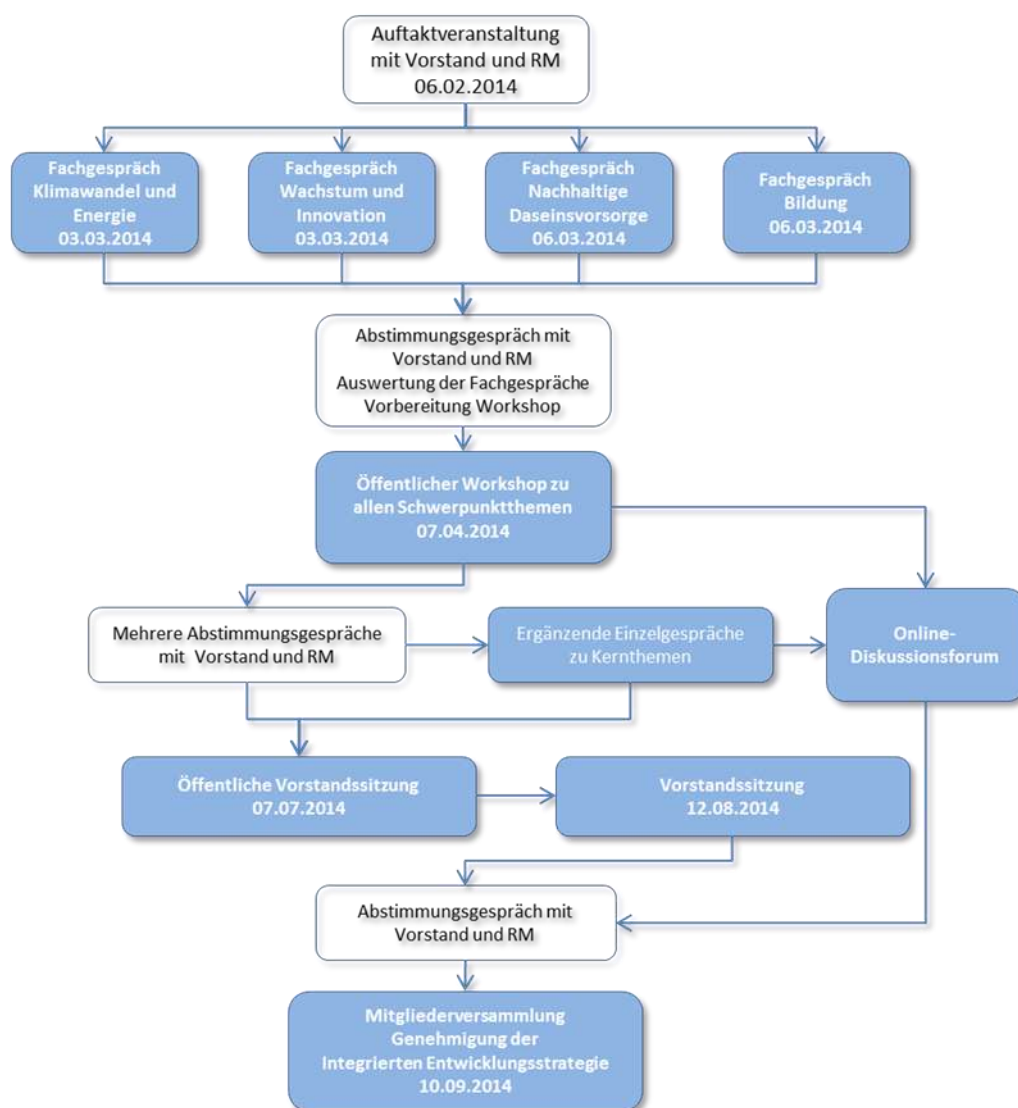 Auftaktveranstaltung
mit Vorstand und RM
06.02.2014
Fachgespräch
Klimawandel und
Energie
03.03.2014
Fachgespräch
Wachstum und
Innovation
03.03.2014
Fachgespräch
Nachhaltige
Daseinsvorsorge
06.03.2014
Fachgespräch
Bildung
06.03.2014
Abstimmungsgespräch mit
Vorstand und RM
Auswertung der Fachgespräche
Vorbereitung Workshop
Öffentlicher Workshop zu
allen Schwerpunktthemen
07.04.2014
Mehrere Abstimmungsgespräche
mit Vorstand und RM
Ergänzende Einzelgespräche
zu Kernthemen
Online-
Diskussionsforum
Öffentliche Vorstandssitzung
07.07.2014
Vorstandssitzung
12.08.2014
Abstimmungsgespräch mit
Vorstand und RM
Mitgliederversammlung
Genehmigung der
Integrierten Entwicklungsstrategie
10.09.2014